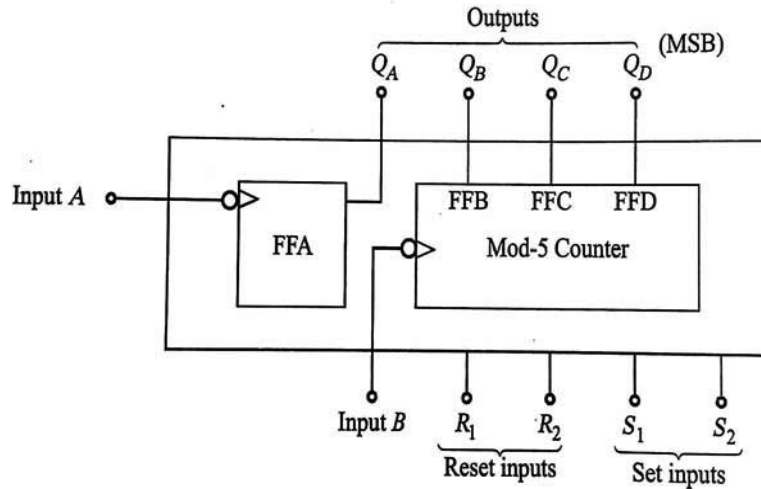 Outputs
(MSB)
Q_A Q_B Q_C Q_D
Input A
FFA
FFB FFC FFD
Mod-5 Counter
Input B
R_1 R_2 S_1 S_2
Reset inputs Set inputs